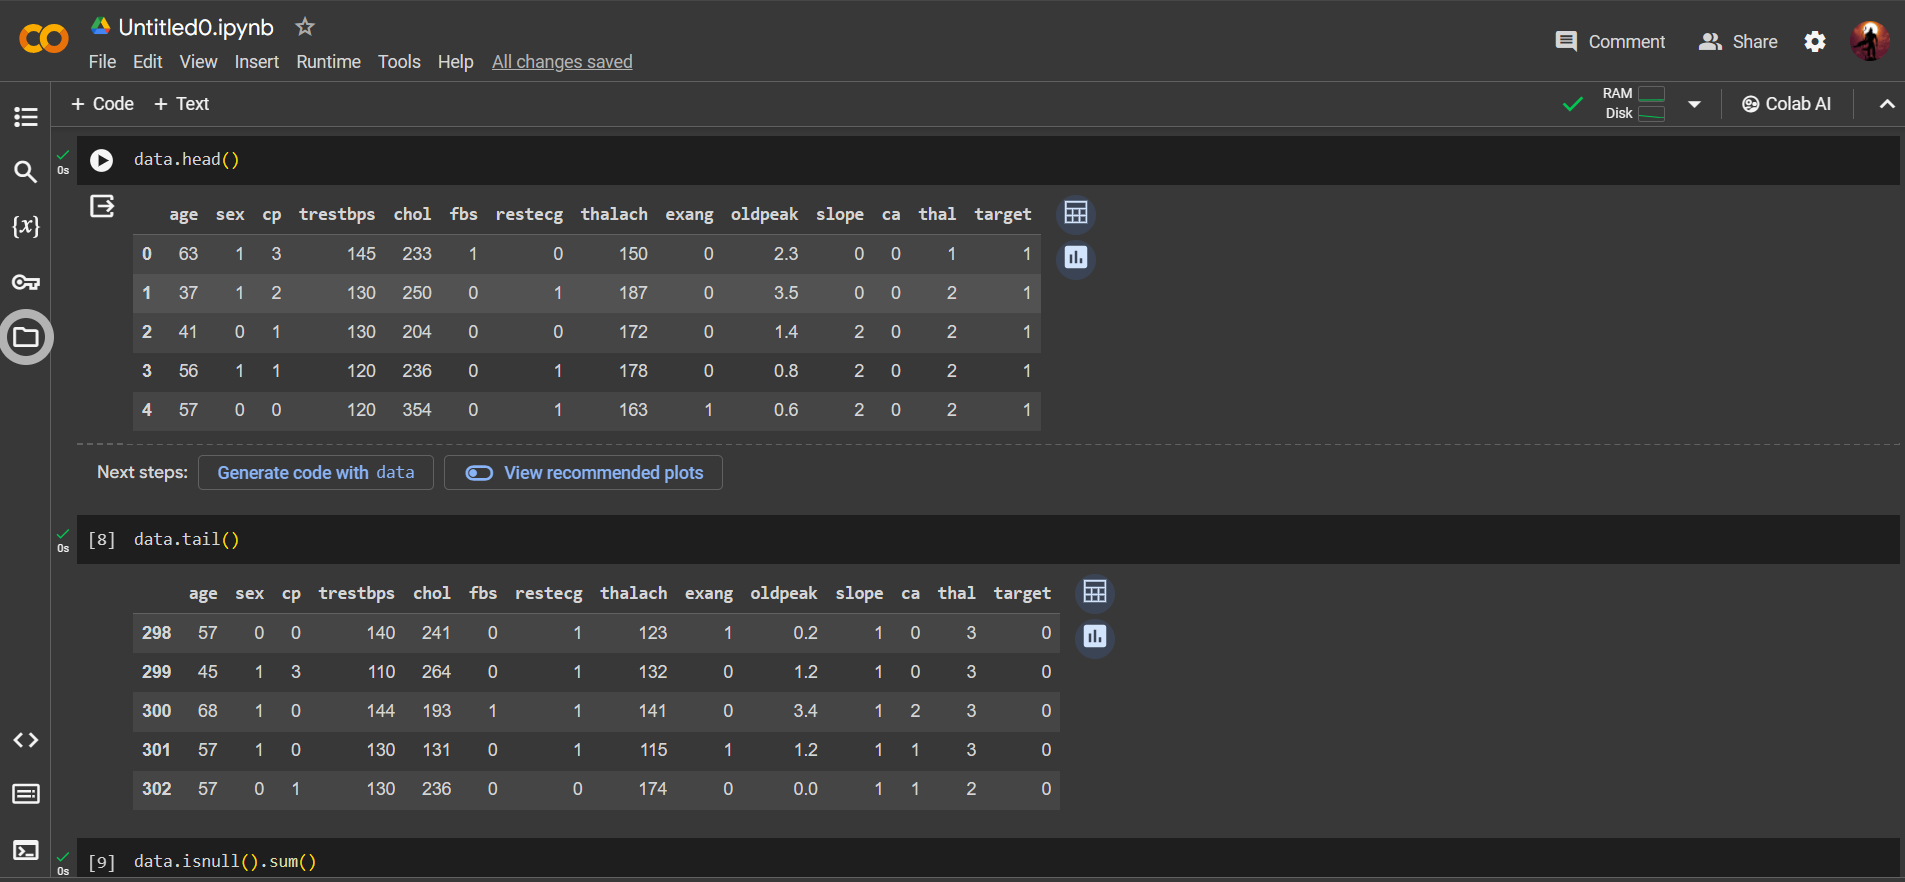 Untitled0.ipynb
File Edit View Insert Runtime Tools Help All changes saved
Comment Share
+ Code + Text
RAM
Disk
Colab AI
{x}
0s
data.head()
age sex cp trestbps chol fbs restecg thalach exang oldpeak slope ca thal target
0 63 1 3 145 233 1 0 150 0 2.3 0 0 1 1
1 37 1 2 130 250 0 1 187 0 3.5 0 0 2 1
2 41 0 1 130 204 0 0 172 0 1.4 2 0 2 1
3 56 1 1 120 236 0 1 178 0 0.8 2 0 2 1
4 57 0 0 120 354 0 1 163 1 0.6 2 0 2 1
Next steps: Generate code with data View recommended plots
0s
[8] data.tail()
age sex cp trestbps chol fbs restecg thalach exang oldpeak slope ca thal target
298 57 0 0 140 241 0 1 123 1 0.2 1 0 3 0
299 45 1 3 110 264 0 1 132 0 1.2 1 0 3 0
300 68 1 0 144 193 1 1 141 0 3.4 1 2 3 0
301 57 1 0 130 131 0 1 115 1 1.2 1 1 3 0
302 57 0 1 130 236 0 0 174 0 0.0 1 1 2 0
0s
[9] data.isnull().sum()